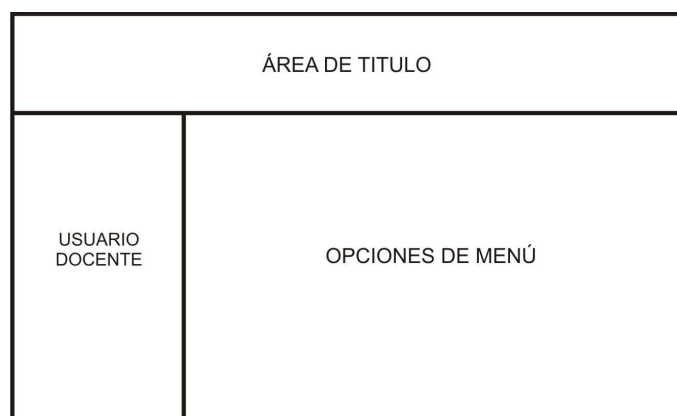 ÁREA DE TITULO
USUARIO
DOCENTE
OPCIONES DE MENÚ